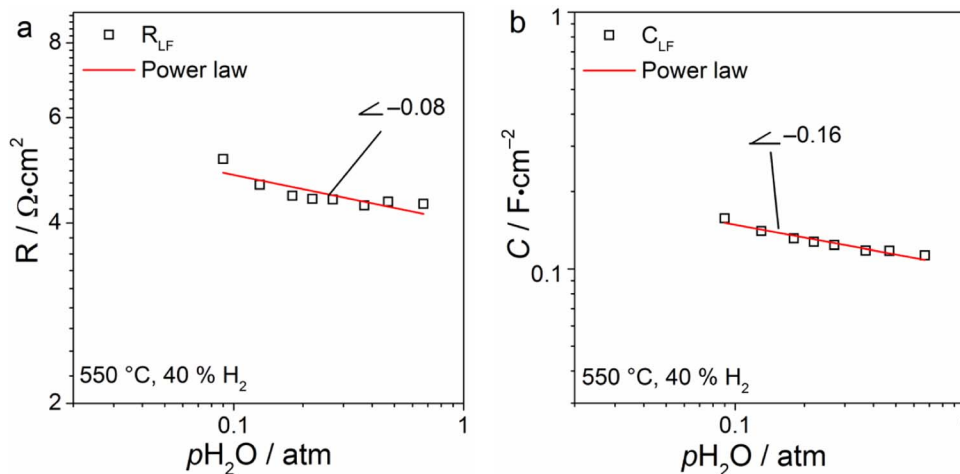 a
R_LF
Power law
∠ –0.08
8
6
4
2
R / Ω·cm²
550 °C, 40 % H₂
0.1
1
pH₂O / atm
b
C_LF
Power law
∠ –0.16
1
0.1
C / F·cm⁻²
550 °C, 40 % H₂
0.1
1
pH₂O / atm